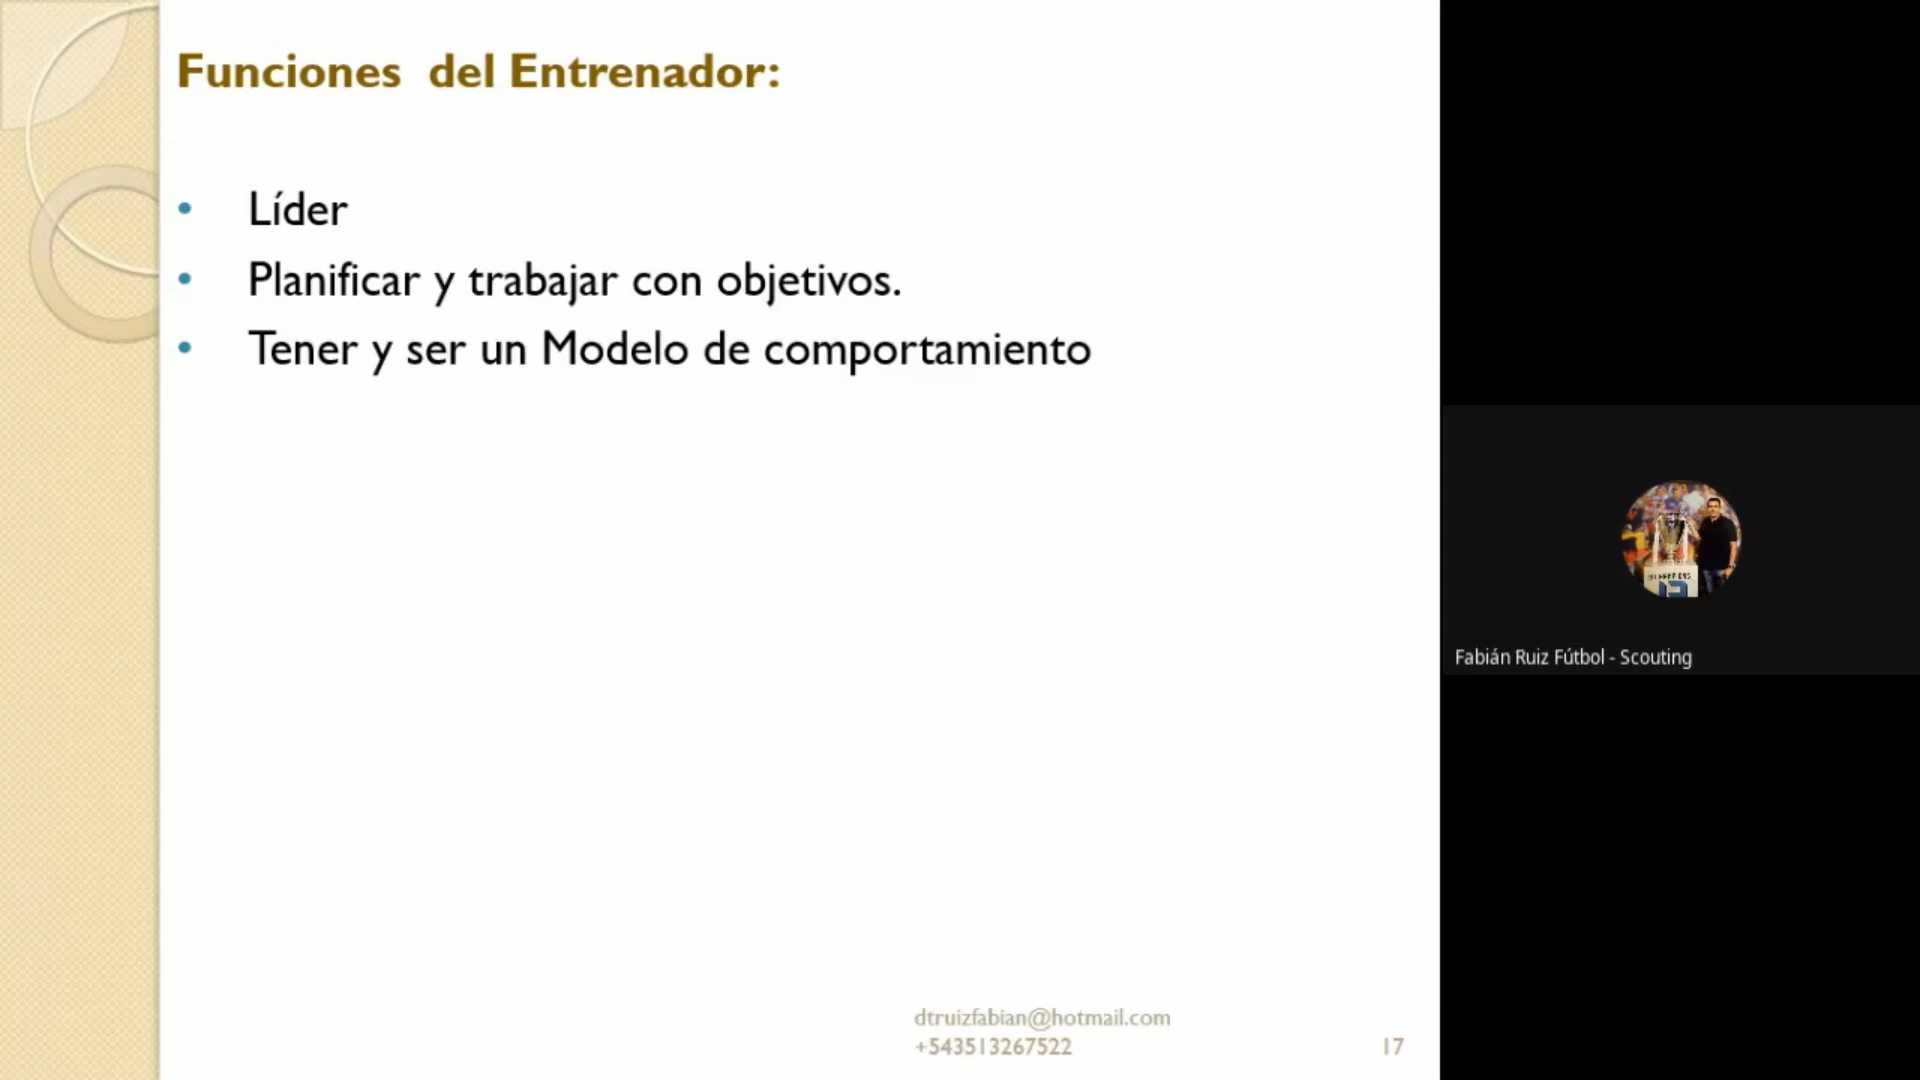 Funciones  del Entrenador:
• Líder
• Planificar y trabajar con objetivos.
• Tener y ser un Modelo de comportamiento
Fabián Ruiz Fútbol - Scouting
dtruizfabian@hotmail.com
+543513267522
17